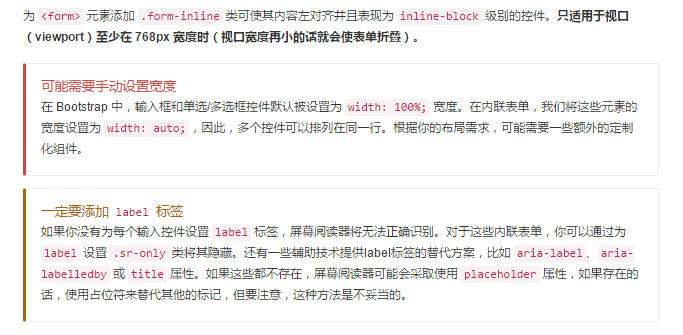 为 <form> 元素添加 .form-inline 类可使其内容左对齐并且表现为 inline-block 级别的控件。只适用于视口
（viewport）至少在 768px 宽度时（视口宽度再小的话就会使表单折叠）。
可能需要手动设置宽度
在 Bootstrap 中，输入框和单选/多选框控件默认被设置为 width: 100%; 宽度。在内联表单，我们将这些元素的
宽度设置为 width: auto; ，因此，多个控件可以排列在同一行。根据你的布局需求，可能需要一些额外的定制
化组件。
一定要添加 label 标签
如果你没有为每个输入控件设置 label 标签，屏幕阅读器将无法正确识别。对于这些内联表单，你可以通过为
label 设置 .sr-only 类将其隐藏。还有一些辅助技术提供label标签的替代方案，比如 aria-label 、 aria-
labelledby 或 title 属性。如果这些都不存在，屏幕阅读器可能会采取使用 placeholder 属性，如果存在的
话，使用占位符来替代其他的标记，但要注意，这种方法是不妥当的。